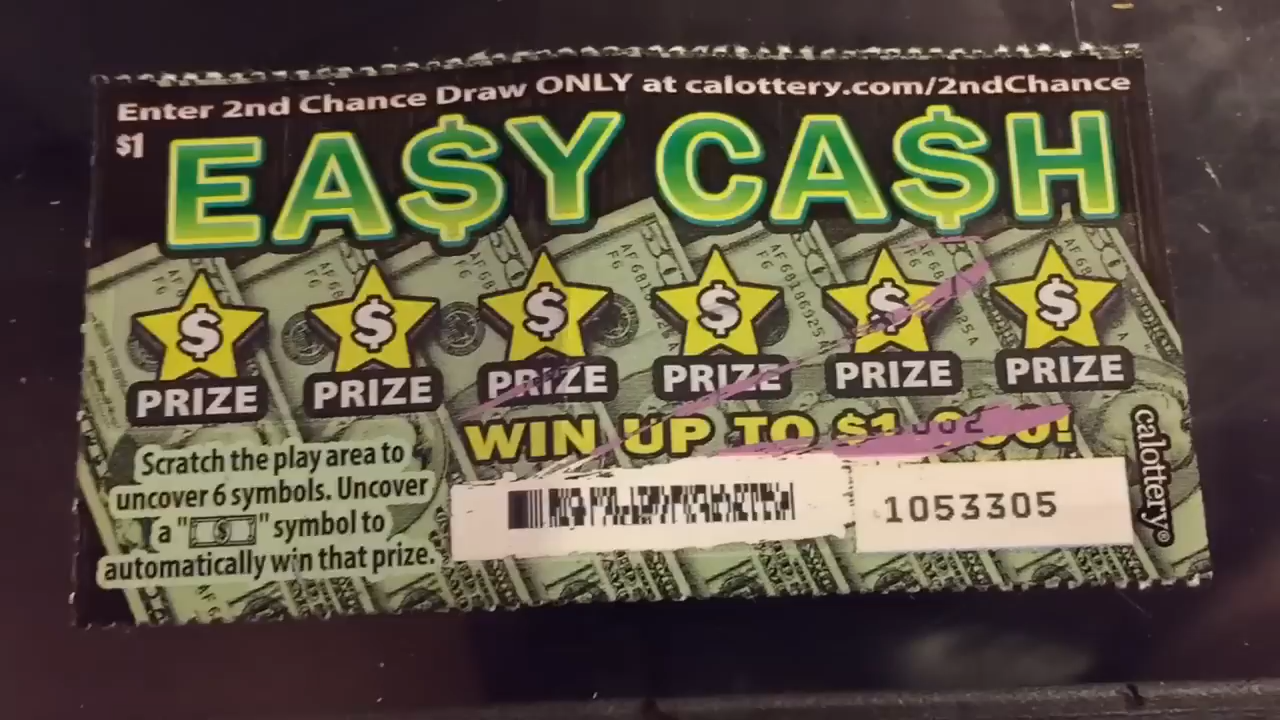 Enter 2nd Chance Draw ONLY at calottery.com/2ndChance
$1
EA$Y CA$H
$ $ $ $ $ $
PRIZE PRIZE PRIZE PRIZE PRIZE PRIZE
WIN UP TO
Scratch the play area to
uncover 6 symbols. Uncover
a "$" symbol to
automatically win that prize.
1053305
calottery®